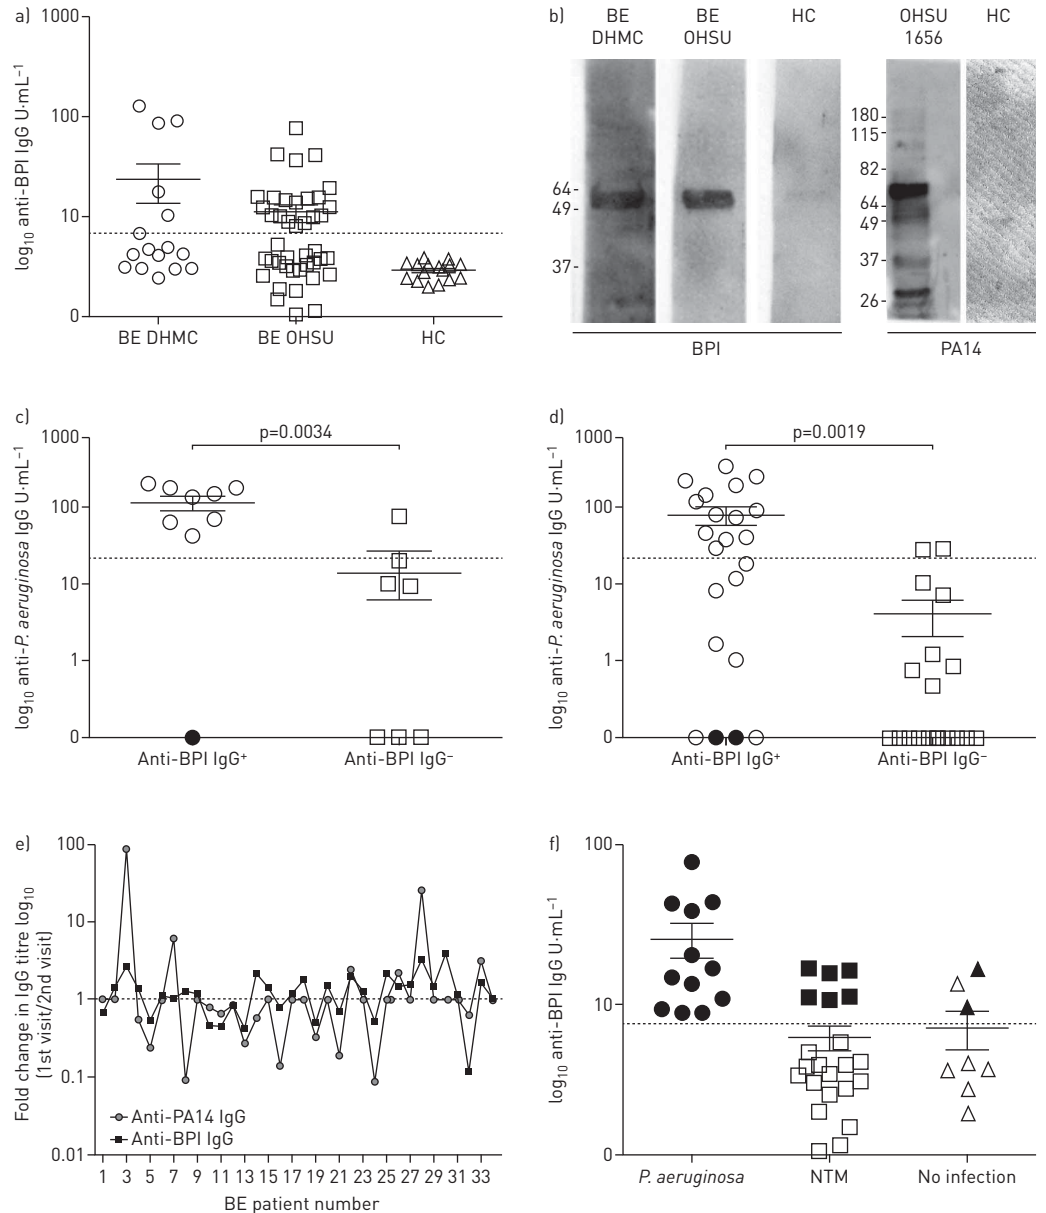 a)
1000
100
10
0
log10 anti-BPI IgG U·mL−1
BE DHMC
BE OHSU
HC
b)
BE
DHMC
BE
OHSU
HC
OHSU
1656
HC
64
49
37
180
115
82
64
49
37
26
BPI
PA14
c)
1000
100
10
1
0
log10 anti-P. aeruginosa IgG U·mL−1
p=0.0034
Anti-BPI IgG+
Anti-BPI IgG−
d)
1000
100
10
1
0
log10 anti-P. aeruginosa IgG U·mL−1
p=0.0019
Anti-BPI IgG+
Anti-BPI IgG−
e)
100
10
1
0.1
0.01
Fold change in IgG titre log10
(1st visit/2nd visit)
Anti-PA14 IgG
Anti-BPI IgG
1 3 5 7 9 11 13 15 17 19 21 23 25 27 29 31 33
BE patient number
f)
100
10
0
log10 anti-BPI IgG U·mL−1
P. aeruginosa
NTM
No infection